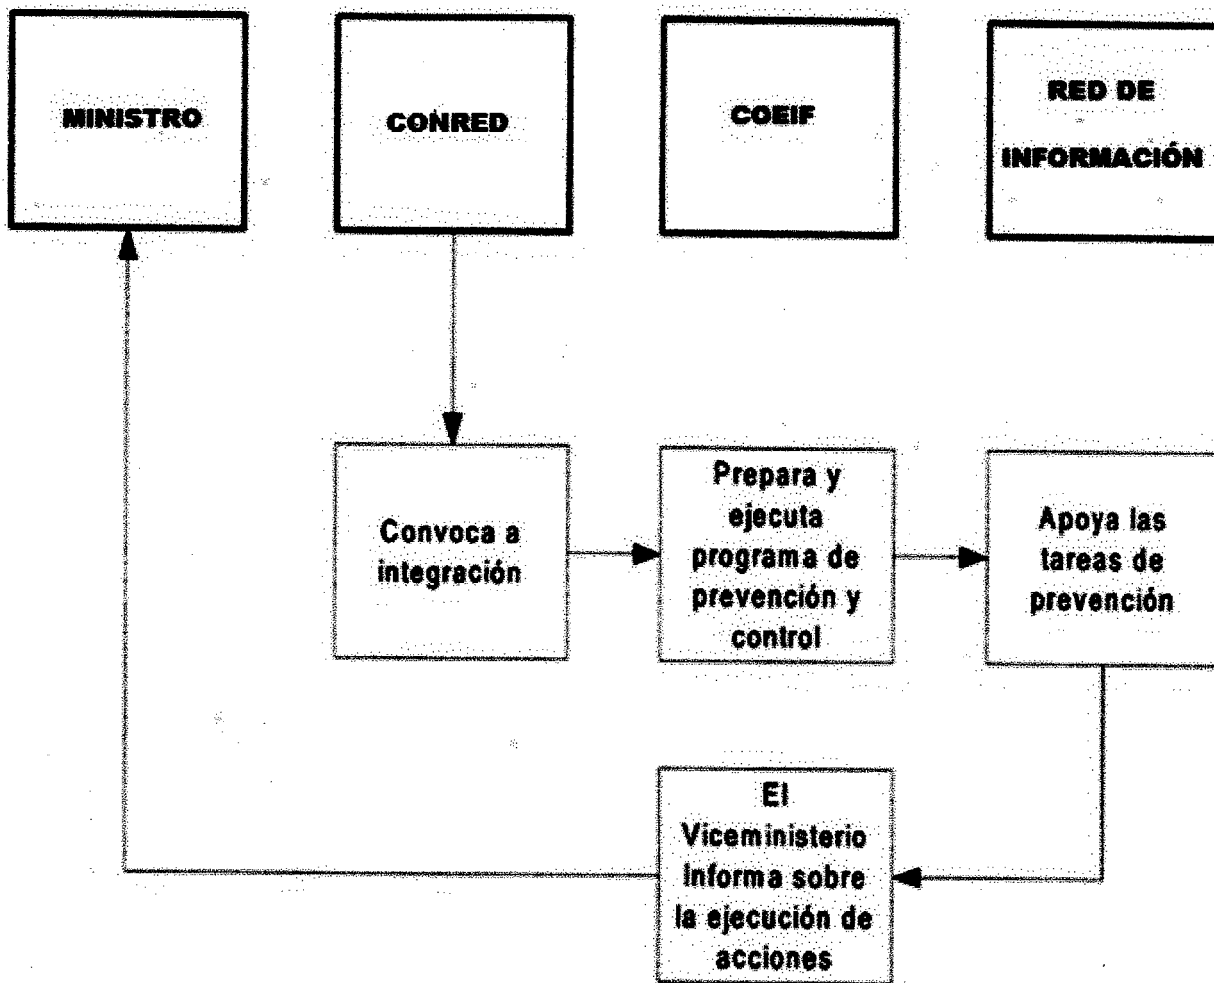 MINISTRO
CONRED
COEIF
RED DE
INFORMACIÓN
Convoca a
integración
Prepara y
ejecuta
programa de
prevención y
control
Apoya las
tareas de
prevención
El
Viceministerio
Informa sobre
la ejecución de
acciones